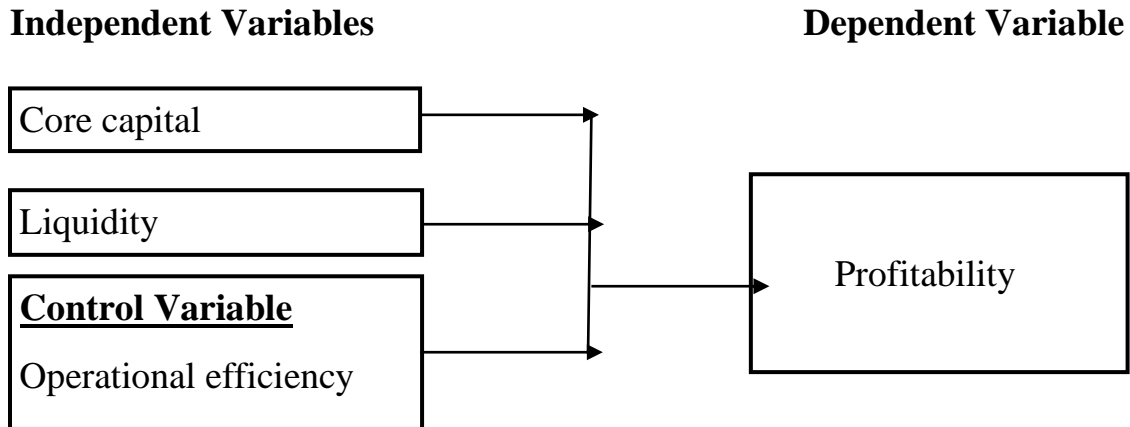 Independent Variables
Dependent Variable
Core capital
Liquidity
Control Variable
Operational efficiency
Profitability